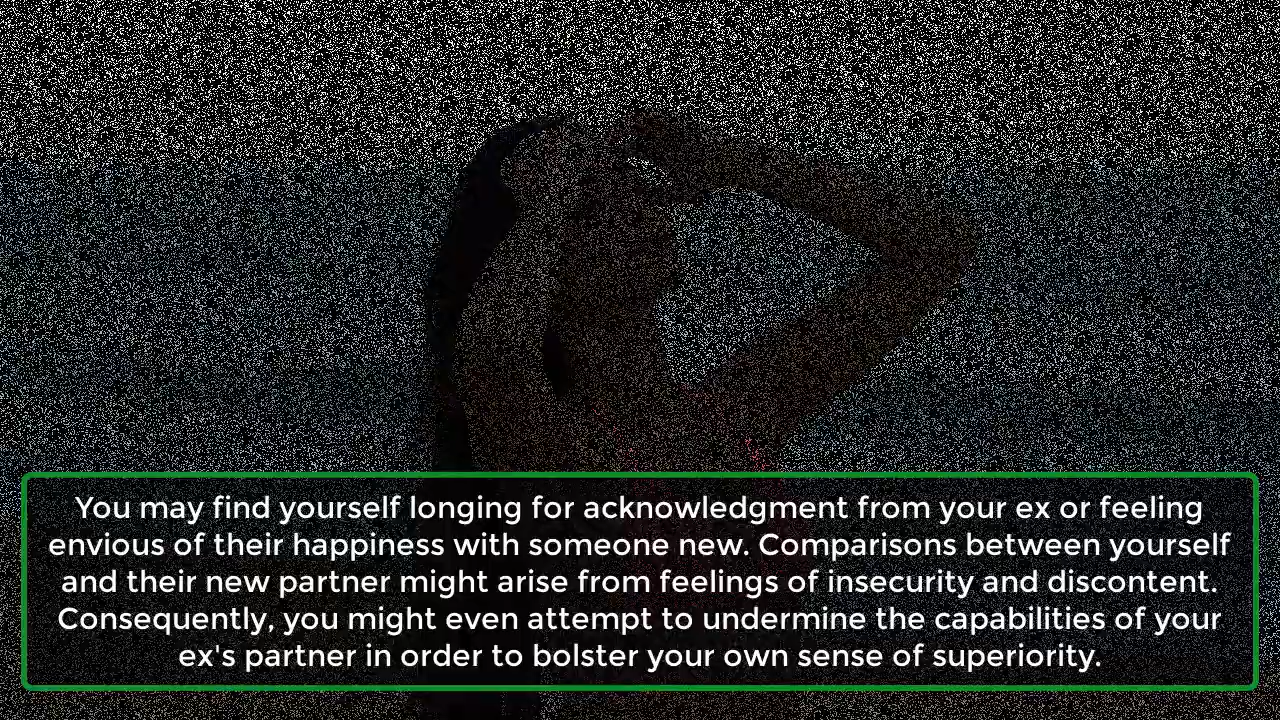 You may find yourself longing for acknowledgment from your ex or feeling
envious of their happiness with someone new. Comparisons between yourself
and their new partner might arise from feelings of insecurity and discontent.
Consequently, you might even attempt to undermine the capabilities of your
ex's partner in order to bolster your own sense of superiority.